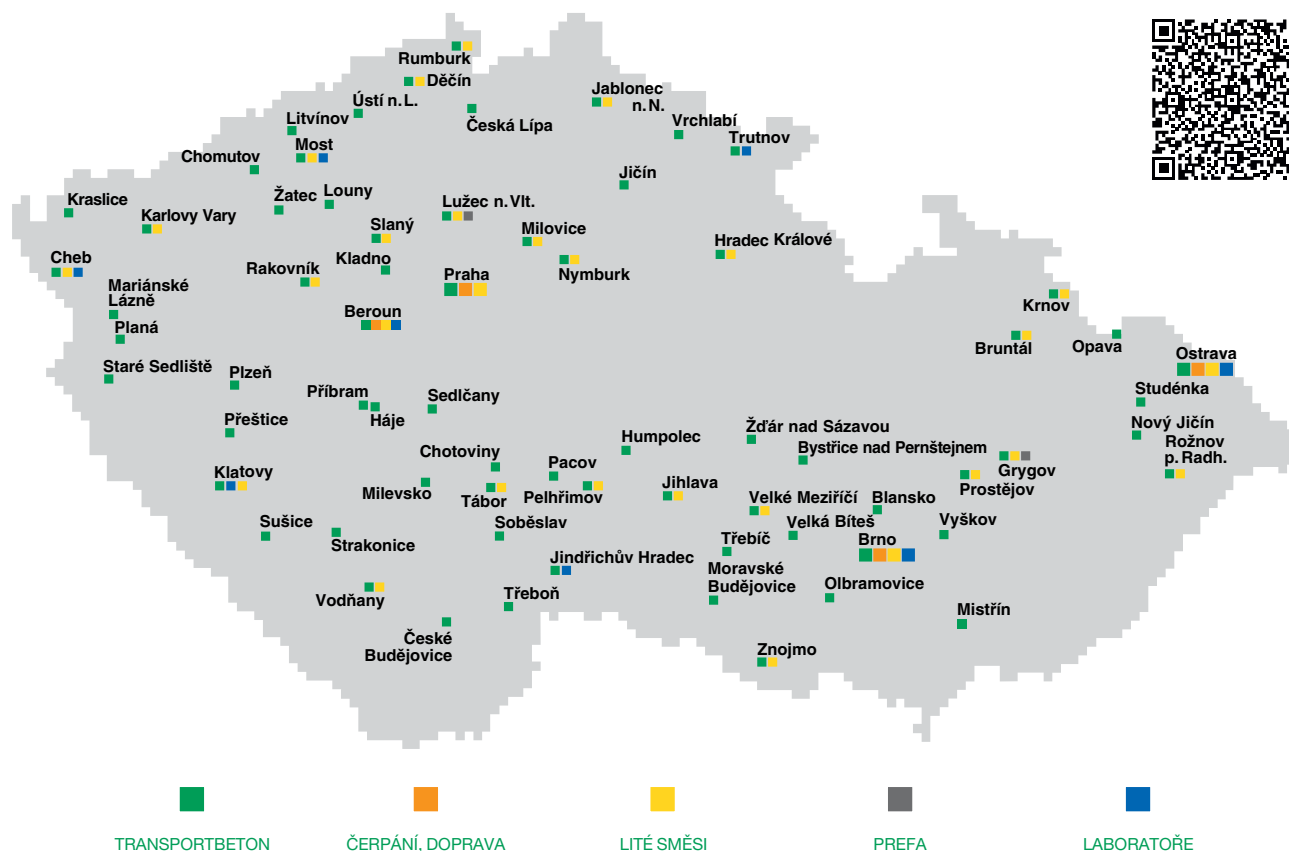 Rumburk
Děčín
Jablonec
n. N.
Ústí n. L.
Česká Lípa
Litvínov
Vrchlabí
Trutnov
Most
Chomutov
Jičín
Kraslice
Žatec
Louny
Lužec n. Vlt.
Karlovy Vary
Slaný
Milovice
Hradec Králové
Cheb
Rakovník
Kladno
Praha
Nymburk
Mariánské
Lázně
Krnov
Beroun
Planá
Bruntál
Opava
Ostrava
Staré Sedliště
Plzeň
Studénka
Příbram
Háje
Sedlčany
Přeštice
Nový Jičín
Žďár nad Sázavou
Humpolec
Bystřice nad Pernštejnem
Rožnov
p. Radh.
Chotoviny
Pacov
Klatovy
Grygov
Milevsko
Tábor
Pelhřimov
Jihlava
Prostějov
Velké Meziříčí
Blansko
Sušice
Strakonice
Soběslav
Velká Bíteš
Vyškov
Třebíč
Brno
Jindřichův Hradec
Moravské
Budějovice
Olbramovice
Vodňany
Třeboň
Mistřín
České
Budějovice
Znojmo
TRANSPORTBETON
ČERPÁNÍ, DOPRAVA
LITÉ SMĚSI
PREFA
LABORATOŘE